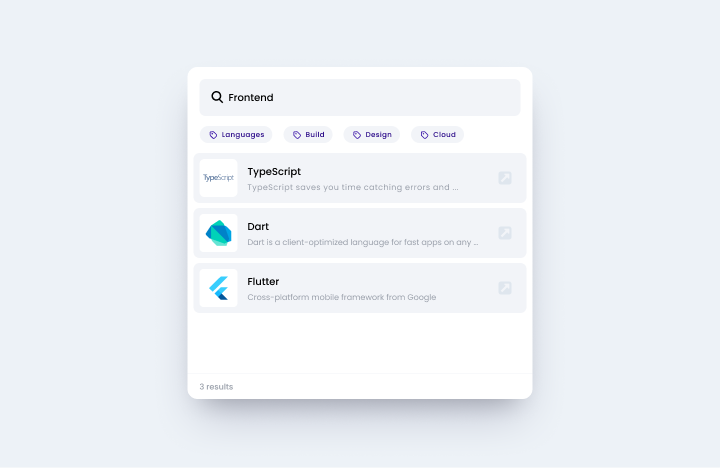 Frontend
Languages Build Design Cloud
TypeScript
TypeScript
TypeScript saves you time catching errors and ...
Dart
Dart is a client-optimized language for fast apps on any ...
Flutter
Cross-platform mobile framework from Google
3 results